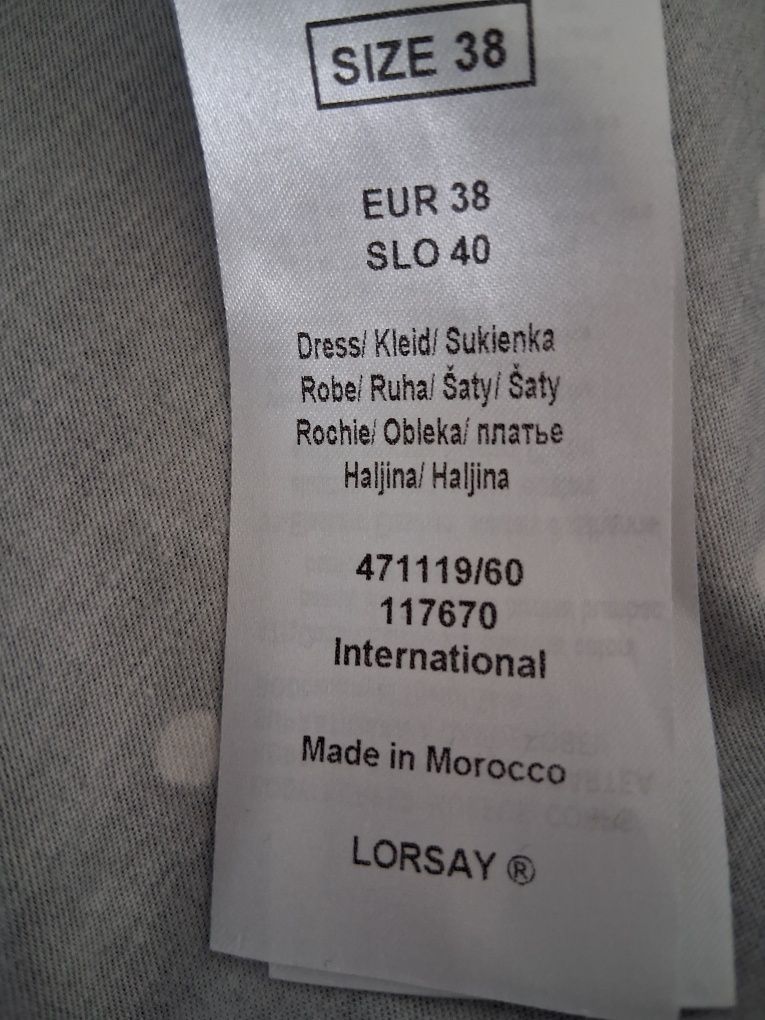 SIZE 38
EUR 38
SLO 40
Dress/ Kleid/ Sukienka
Robe/ Ruha/ Šaty/ Šaty
Rochie/ Obleka/ платье
Haljina/ Haljina
471119/60
117670
International
Made in Morocco
LORSAY ®